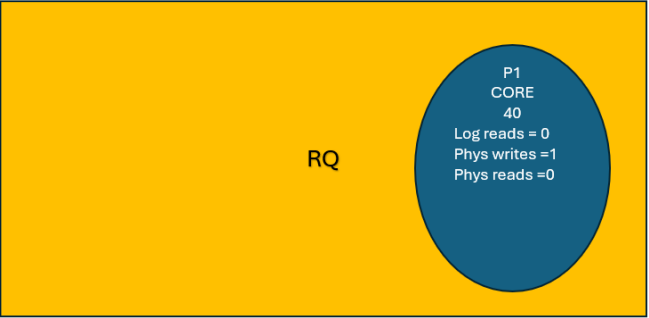 RQ
P1
CORE
40
Log reads = 0
Phys writes =1
Phys reads =0